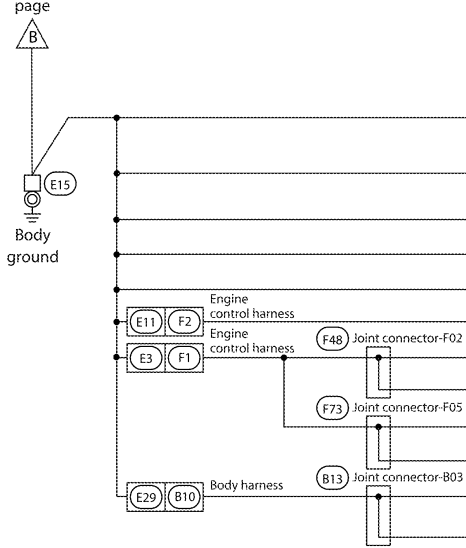 page
B
E15
Body
ground
Engine
control harness
E11 F2
Engine
control harness
E3 F1
F48 Joint connector-F02
F73 Joint connector-F05
Body harness
E29 B10
B13 Joint connector-B03